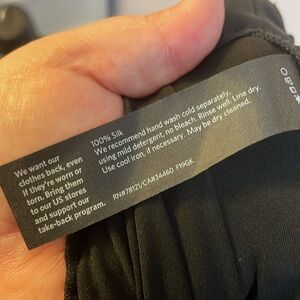 We want our
clothes back, even
if they're worn or
torn. Bring them
to our US stores
and support our
take-back program.
100% Silk
We recommend hand wash cold separately,
using mild detergent, no bleach. Rinse well. Line dry.
Use cool iron, if necessary. May be dry cleaned.
RN#78121/CA#34460 F19GK